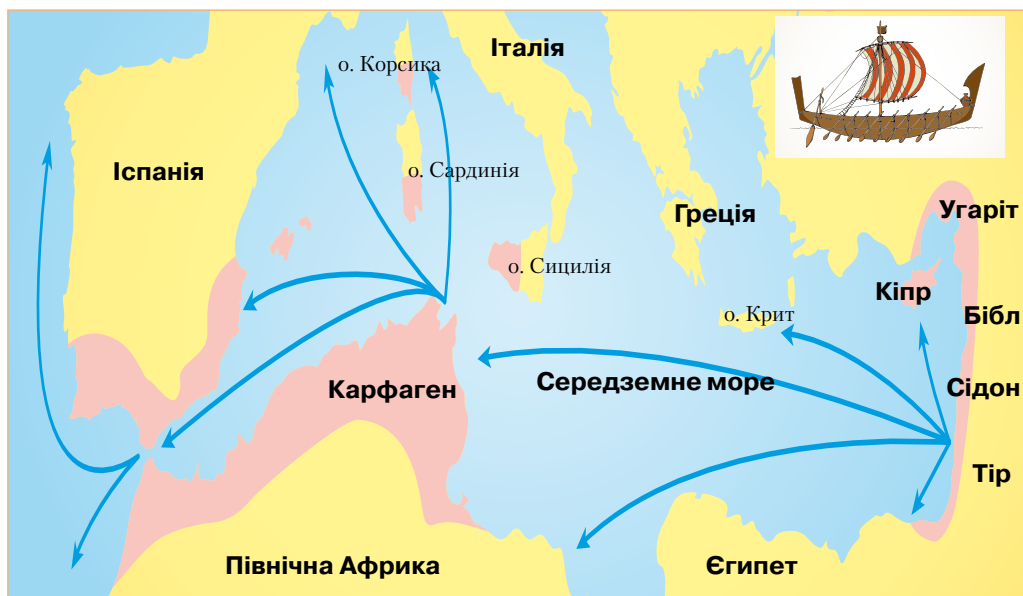 Італія
о. Корсика
Іспанія
о. Сардинія
Греція
Угаріт
о. Сицилія
Кіпр
о. Крит
Бібл
Карфаген
Середземне море
Сідон
Тір
Північна Африка
Єгипет